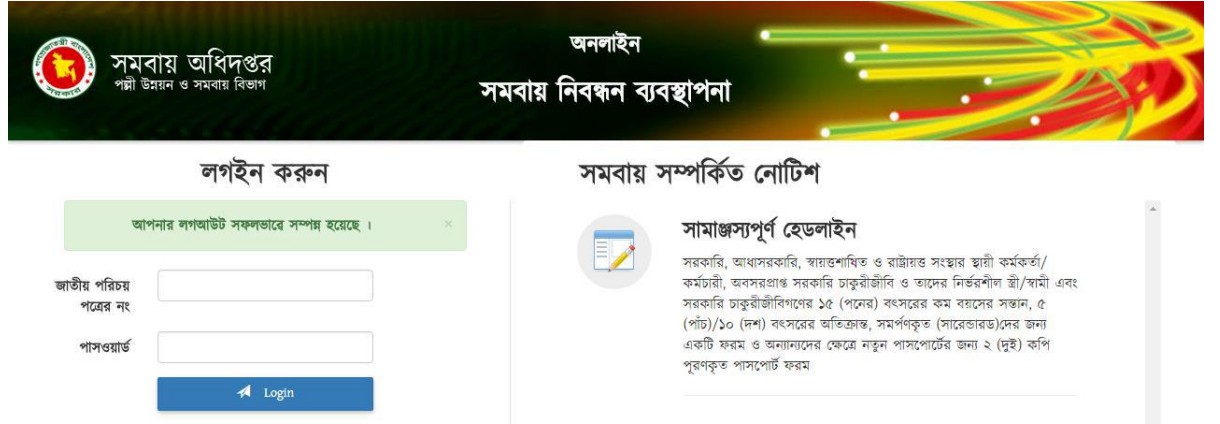 সমবায় অধিদপ্তর
পল্লী উন্নয়ন ও সমবায় বিভাগ
অনলাইন
সমবায় নিবন্ধন ব্যবস্থাপনা
লগইন করুন
আপনার লগআউট সফলভাবে সম্পন্ন হয়েছে ।
×
জাতীয় পরিচয়
পত্রের নং
পাসওয়ার্ড
Login
সমবায় সম্পর্কিত নোটিশ
সামাঞ্জস্যপূর্ণ হেডলাইন
সরকারি, আধাসরকারি, স্বায়ত্তশাষিত ও রাষ্ট্রায়ত্ত সংস্থার স্থায়ী কর্মকর্তা/
কর্মচারী, অবসরপ্রাপ্ত সরকারি চাকুরীজীবি ও তাদের নির্ভরশীল স্ত্রী/স্বামী এবং
সরকারি চাকুরীজীবিগণের ১৫ (পনের) বৎসরের কম বয়সের সন্তান, ৫
(পাঁচ)/১০ (দশ) বৎসরের অতিক্রান্ত, সমর্পণকৃত (সারেন্ডারড)দের জন্য
একটি ফরম ও অন্যান্যদের ক্ষেত্রে নতুন পাসপোর্টের জন্য ২ (দুই) কপি
পূরণকৃত পাসপোর্ট ফরম